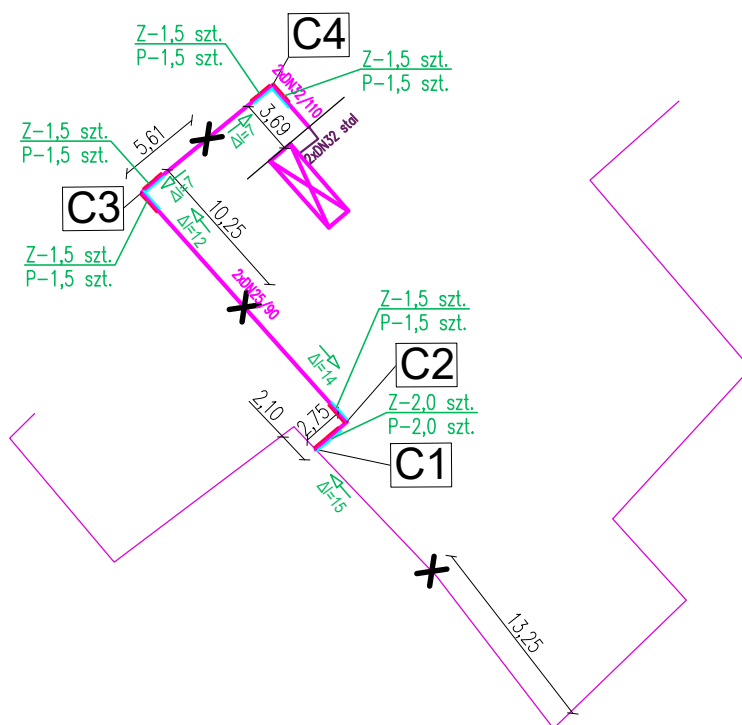 C4
Z-1,5 szt.
P-1,5 szt.
Z-1,5 szt.
P-1,5 szt.
2xDN32/110
3,69
2xDN32 stal
Δl=7
5,61
Z-1,5 szt.
P-1,5 szt.
C3
Δl=7
Δl=12
10,25
Z-1,5 szt.
P-1,5 szt.
2xDN25/90
Z-1,5 szt.
P-1,5 szt.
Δl=14
C2
2,10
2,75
Z-2,0 szt.
P-2,0 szt.
C1
Δl=15
13,25